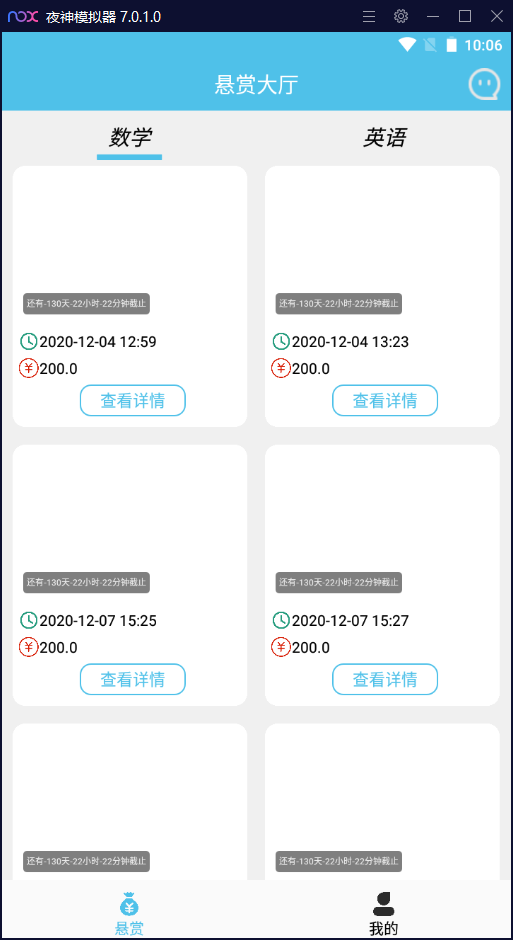 nox 夜神模拟器 7.0.1.0
10:06
悬赏大厅
数学 英语
还有-130天-22小时-22分钟截止 还有-130天-22小时-22分钟截止
2020-12-04 12:59 2020-12-04 13:23
¥200.0 ¥200.0
查看详情 查看详情
还有-130天-22小时-22分钟截止 还有-130天-22小时-22分钟截止
2020-12-07 15:25 2020-12-07 15:27
¥200.0 ¥200.0
查看详情 查看详情
还有-130天-22小时-22分钟截止 还有-130天-22小时-22分钟截止
悬赏 我的